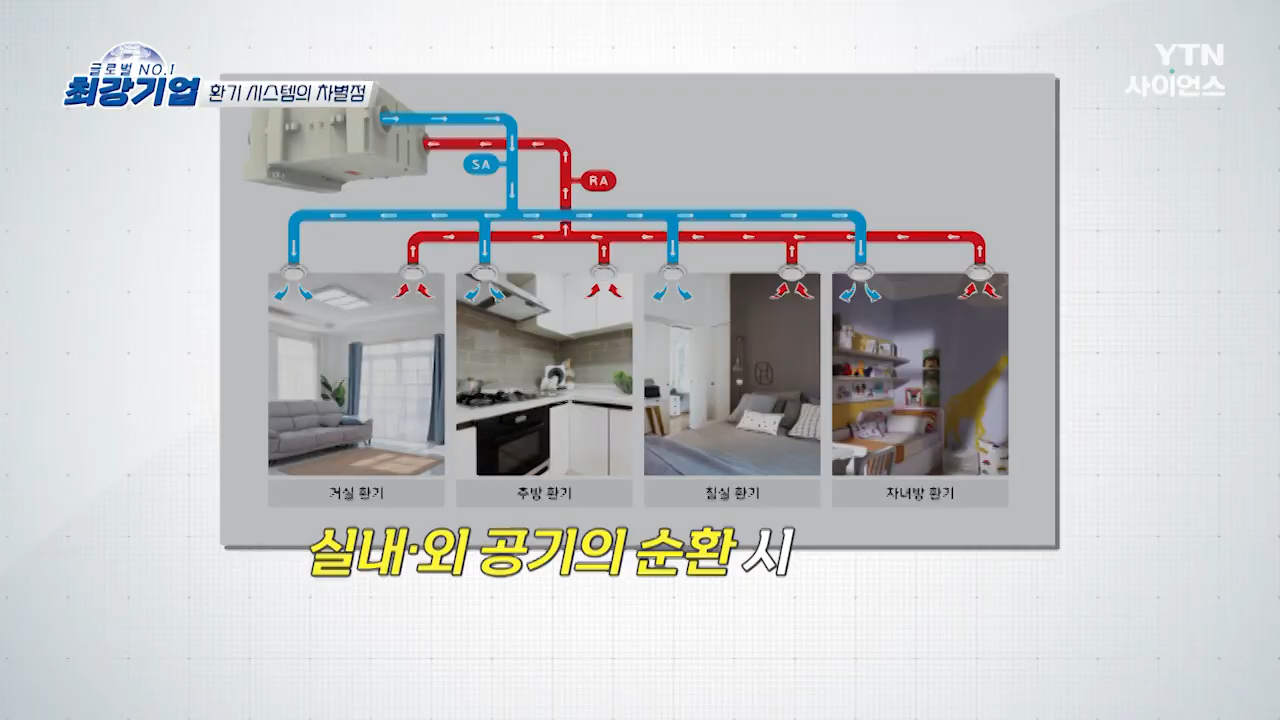 글로벌 NO.1
최강기업 환기 시스템의 차별점
YTN
사이언스
SA
RA
거실 환기
주방 환기
침실 환기
자녀방 환기
실내·외 공기의 순환 시